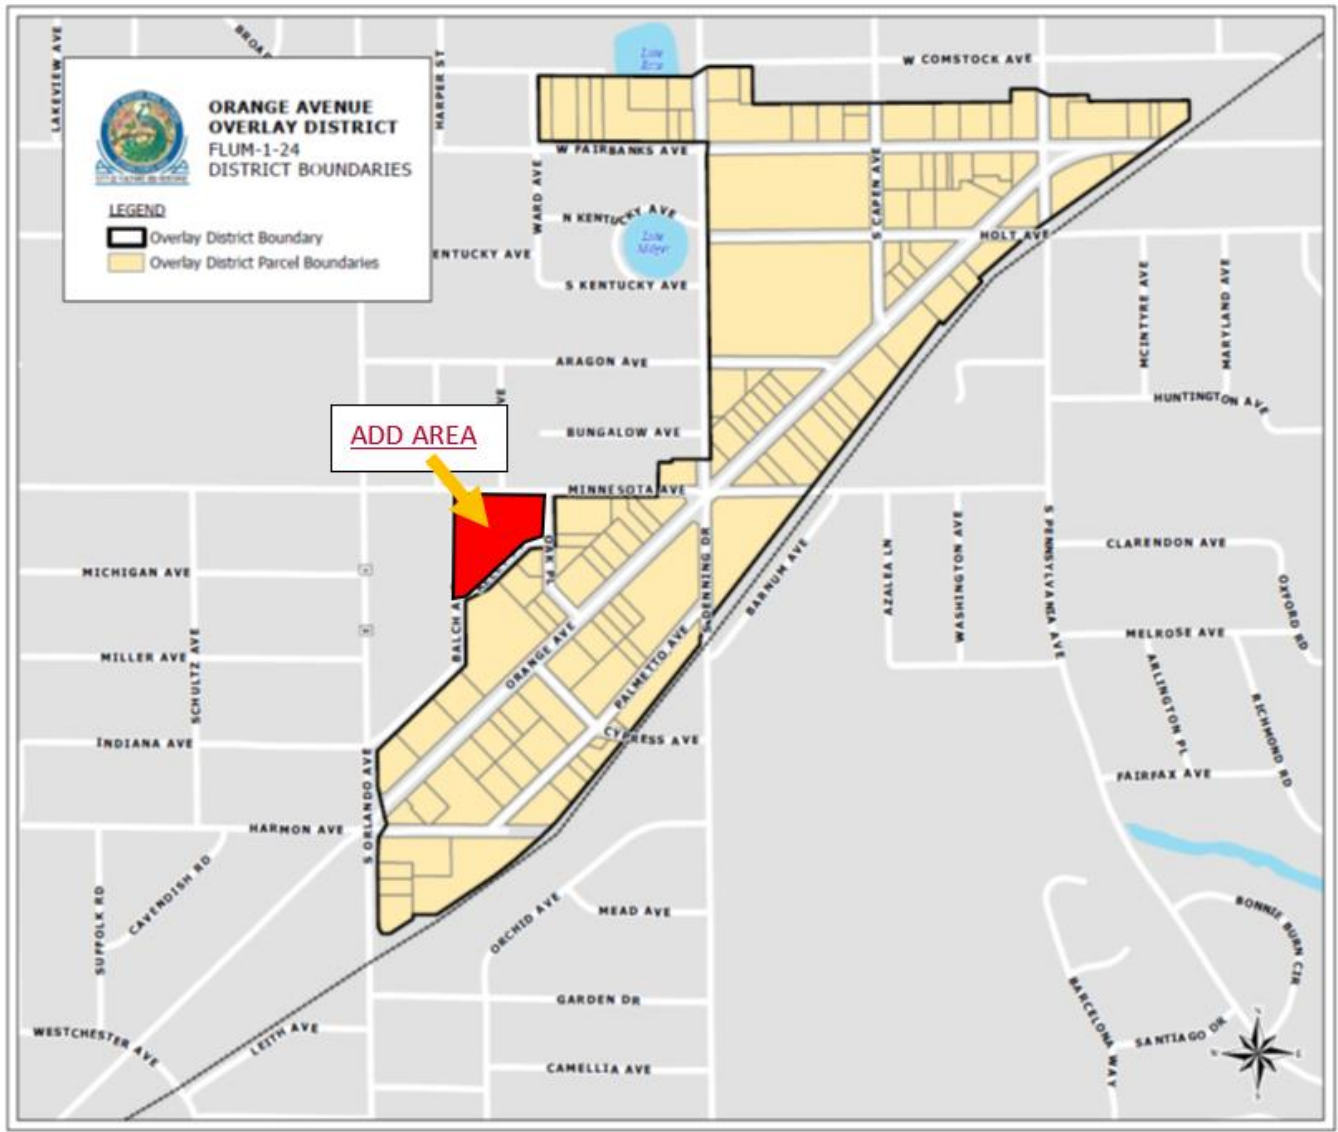 LAKEVIEW AVE
BROA
HARPER ST
Lake
W COMSTOCK AVE
ORANGE AVENUE
OVERLAY DISTRICT
FLUM-1-24
DISTRICT BOUNDARIES
LEGEND
Overlay District Boundary
Overlay District Parcel Boundaries
W FAIRBANKS AVE
WARD AVE
N KENTUCKY AVE
Lake
ENTUCKY AVE
S KENTUCKY AVE
S CAPEN AVE
HOLT AVE
MCINTYRE AVE
MARYLAND AVE
ARAGON AVE
VE
HUNTINGTON AVE
BUNGALOW AVE
ADD AREA
MINNESOTA AVE
OAK PL
S DENNING DR
BARNUM AVE
AZALEA LN
WASHINGTON AVE
S PENNSYLVANIA AVE
CLARENDON AVE
OXFORD RD
MICHIGAN AVE
BALCH A
MELROSE AVE
MILLER AVE
SCHULTZ AVE
ORANGE AVE
PALMETTO AVE
ARLINGTON PL
RICHMOND RD
INDIANA AVE
CYPRESS AVE
FAIRFAX AVE
S ORLANDO AVE
HARMON AVE
SUFFOLK RD
CAVENDISH RD
ORCHID AVE
MEAD AVE
BONNIE BURN CIR
GARDEN DR
BARCELONA WAY
SANTIAGO DR
WESTCHESTER AVE
LEITH AVE
CAMELLIA AVE
N
W
E
S